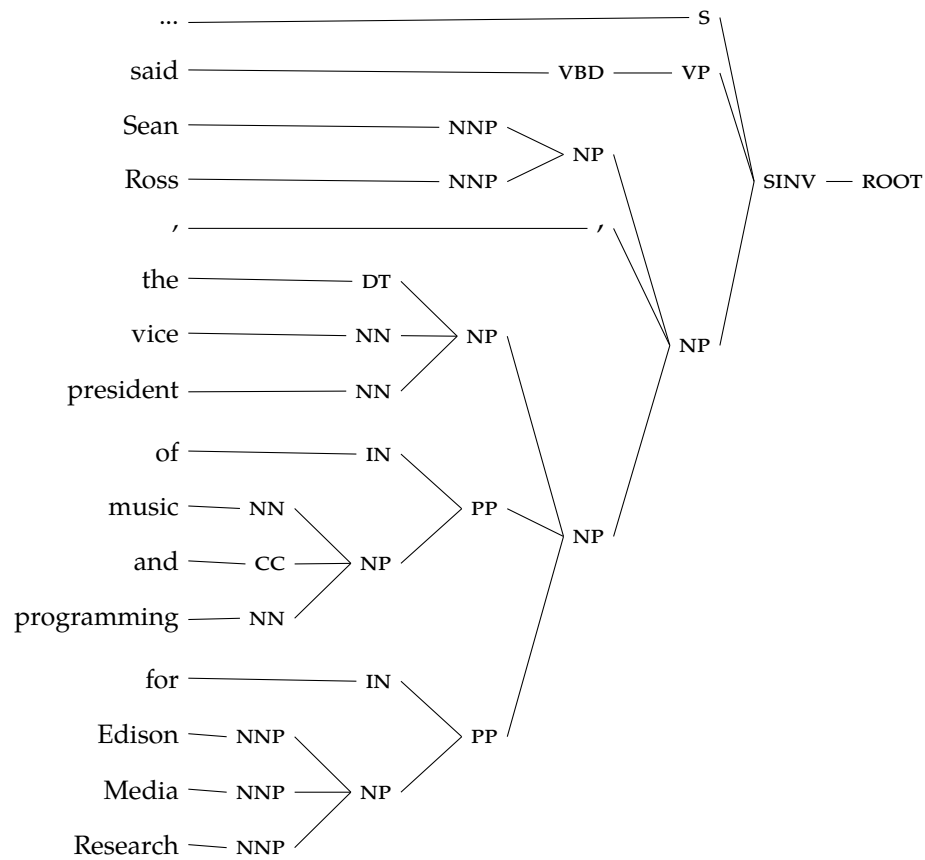 ... S
said VBD VP
Sean NNP
NP
Ross NNP SINV ROOT
, ,
the DT
vice NN NP
NP
president NN
of IN
music NN PP
NP
and CC NP
programming NN
for IN
Edison NNP PP
Media NNP NP
Research NNP